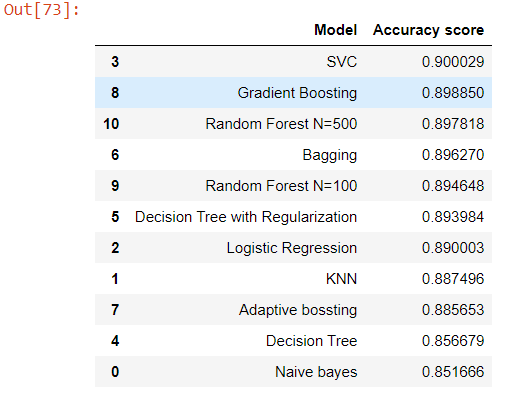 Out[73]:
Model Accuracy score
3 SVC 0.900029
8 Gradient Boosting 0.898850
10 Random Forest N=500 0.897818
6 Bagging 0.896270
9 Random Forest N=100 0.894648
5 Decision Tree with Regularization 0.893984
2 Logistic Regression 0.890003
1 KNN 0.887496
7 Adaptive bossting 0.885653
4 Decision Tree 0.856679
0 Naive bayes 0.851666